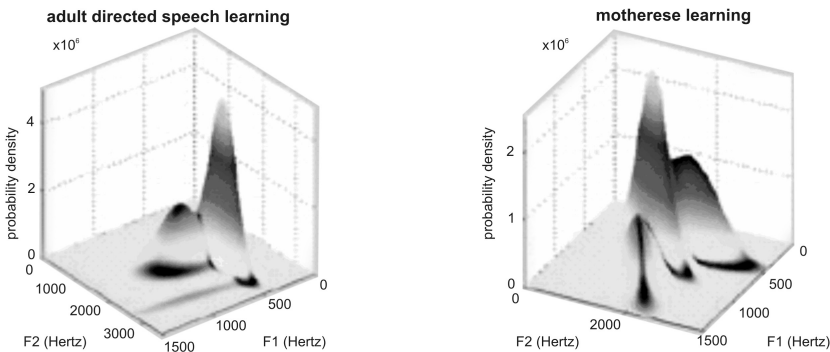 adult directed speech learning
x10⁶
4
2
0
probability density
0
1000
2000
3000
F2 (Hertz)
1500
1000
500
0
F1 (Hertz)
motherese learning
x10⁶
2
1
0
probability density
0
2000
F2 (Hertz)
1500
1000
500
0
F1 (Hertz)